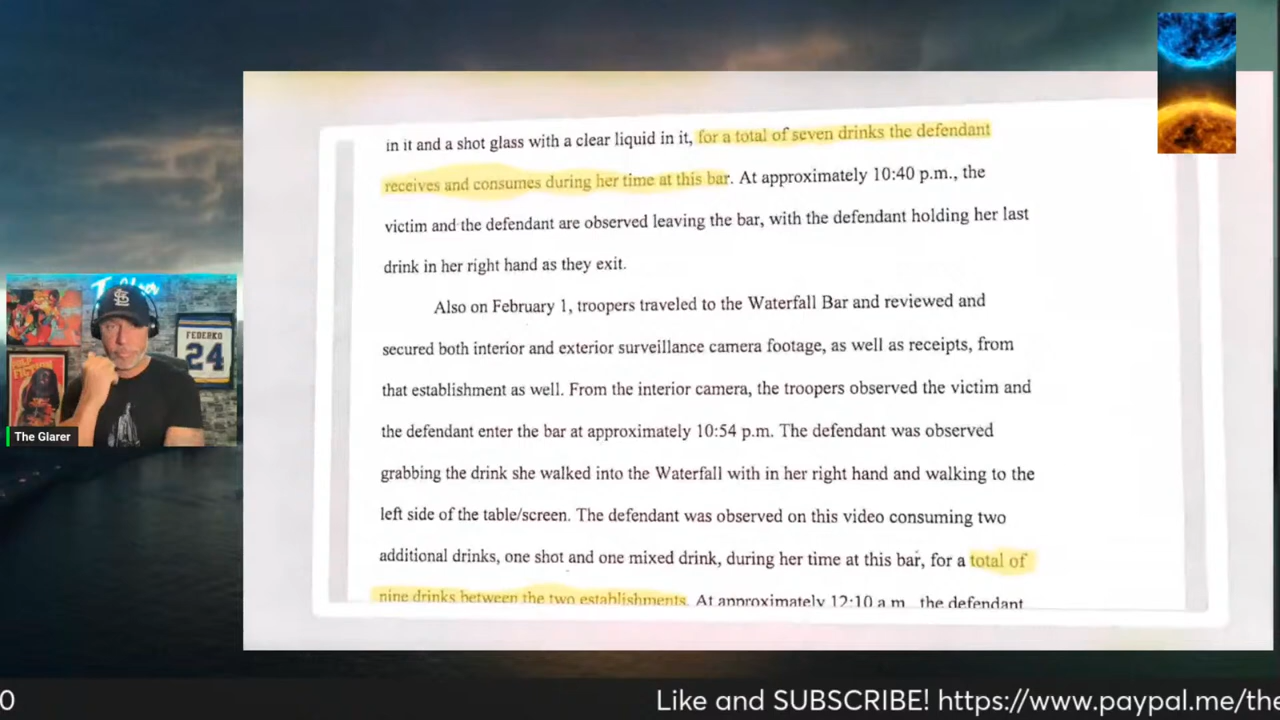 in it and a shot glass with a clear liquid in it, for a total of seven drinks the defendant
receives and consumes during her time at this bar. At approximately 10:40 p.m., the
victim and the defendant are observed leaving the bar, with the defendant holding her last
drink in her right hand as they exit.
Also on February 1, troopers traveled to the Waterfall Bar and reviewed and
secured both interior and exterior surveillance camera footage, as well as receipts, from
that establishment as well. From the interior camera, the troopers observed the victim and
the defendant enter the bar at approximately 10:54 p.m. The defendant was observed
grabbing the drink she walked into the Waterfall with in her right hand and walking to the
left side of the table/screen. The defendant was observed on this video consuming two
additional drinks, one shot and one mixed drink, during her time at this bar, for a total of
nine drinks between the two establishments. At approximately 12:10 a.m. the defendant
FEDERKO
24
FICTION
The Glarer
0
Like and SUBSCRIBE! https://www.paypal.me/the